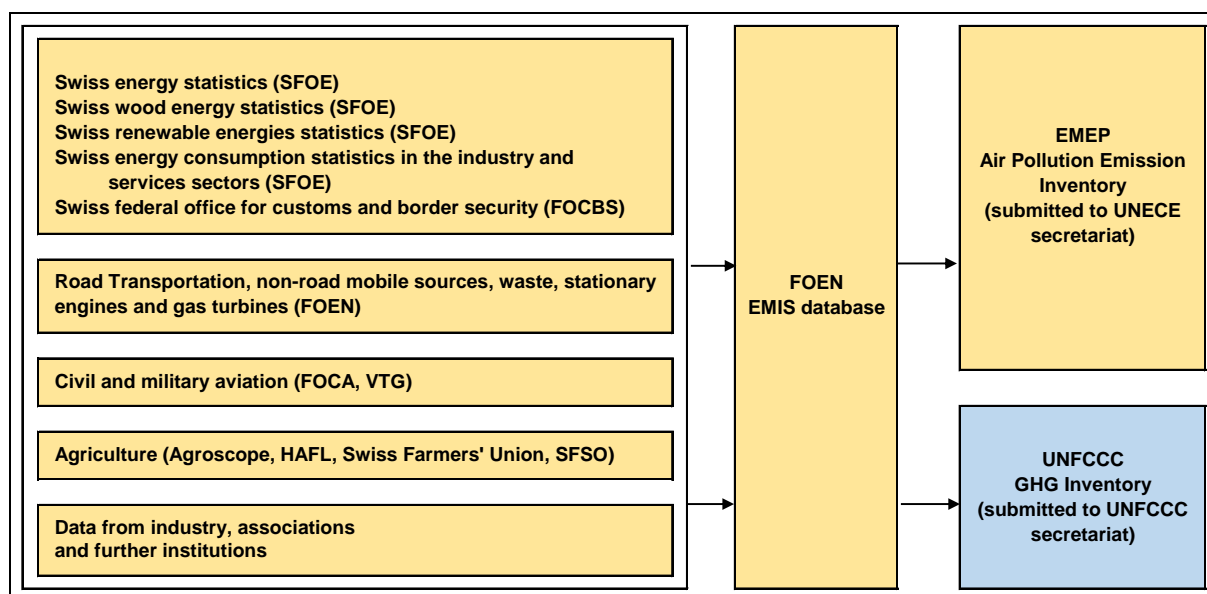 Swiss energy statistics (SFOE)
Swiss wood energy statistics (SFOE)
Swiss renewable energies statistics (SFOE)
Swiss energy consumption statistics in the industry and
services sectors (SFOE)
Swiss federal office for customs and border security (FOCBS)
Road Transportation, non-road mobile sources, waste, stationary
engines and gas turbines (FOEN)
Civil and military aviation (FOCA, VTG)
Agriculture (Agroscope, HAFL, Swiss Farmers' Union, SFSO)
Data from industry, associations
and further institutions
FOEN
EMIS database
EMEP
Air Pollution Emission
Inventory
(submitted to UNECE
secretariat)
UNFCCC
GHG Inventory
(submitted to UNFCCC
secretariat)